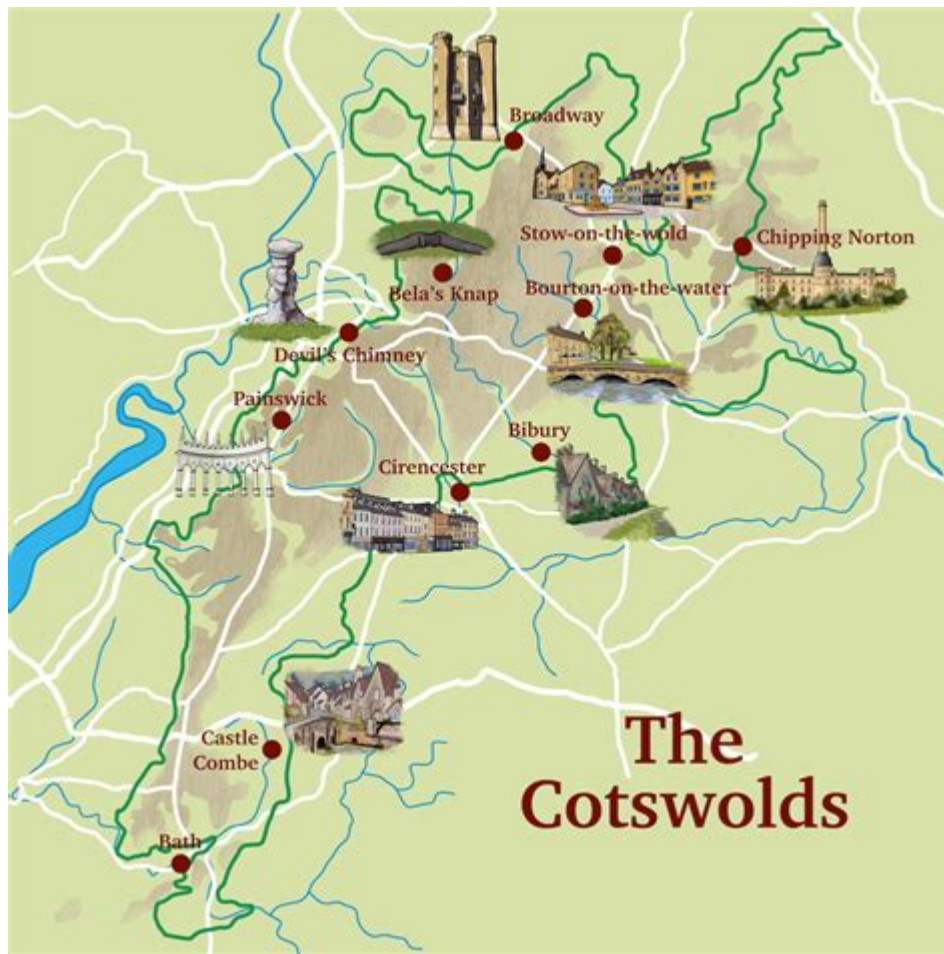 Broadway
Stow-on-the-wold
Chipping Norton
Bela's Knap
Bourton-on-the-water
Devil's Chimney
Painswick
Bibury
Cirencester
The
Cotswolds
Castle
Combe
Bath